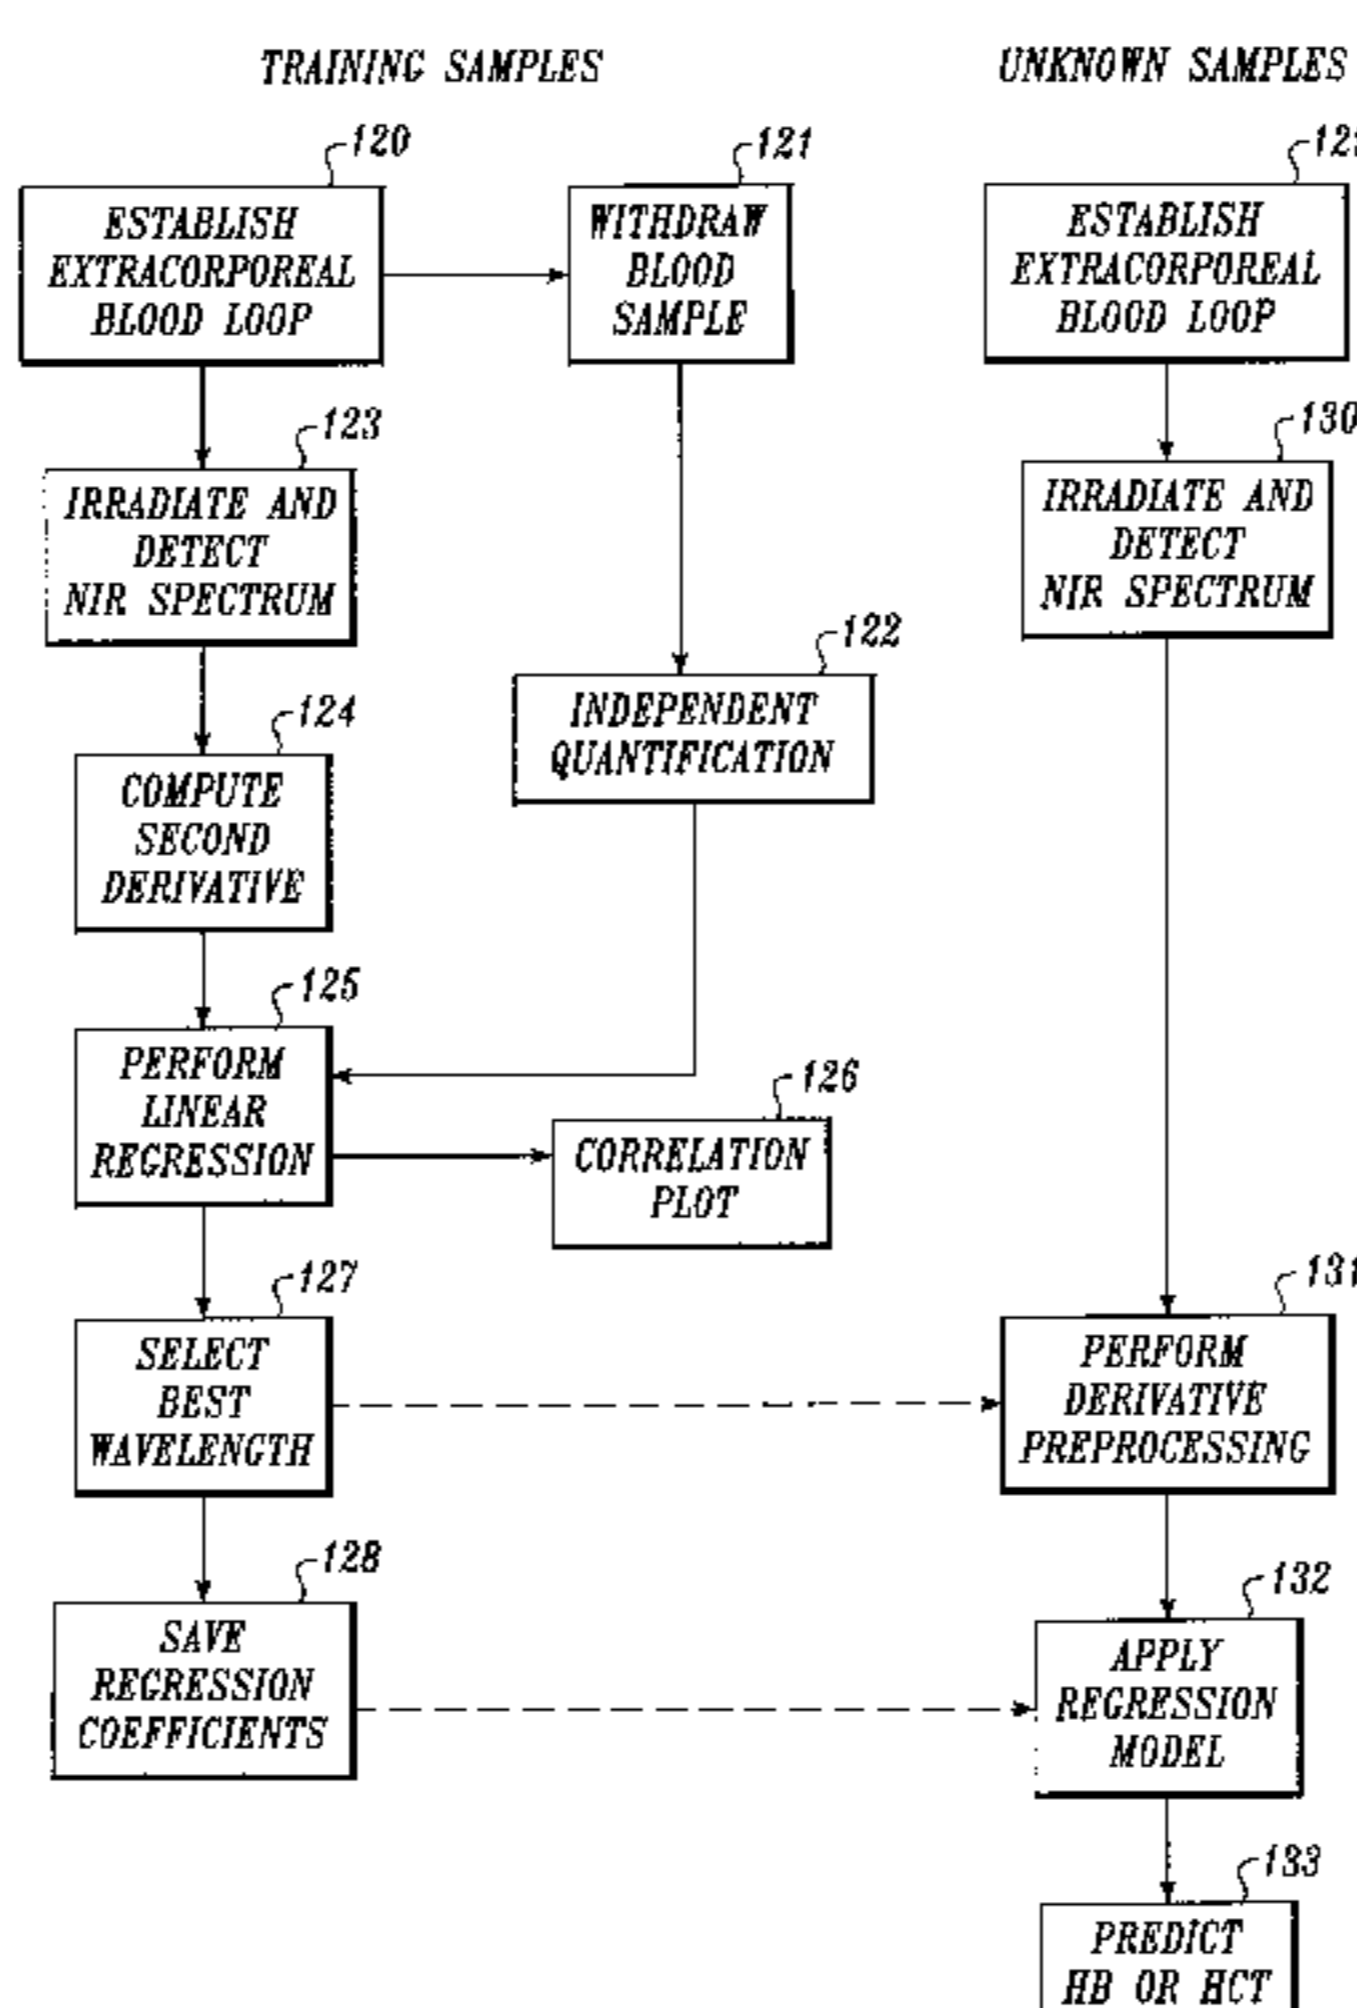 TRAINING SAMPLES
UNKNOWN SAMPLES
120
ESTABLISH
EXTRACORPOREAL
BLOOD LOOP
121
WITHDRAW
BLOOD
SAMPLE
ESTABLISH
EXTRACORPOREAL
BLOOD LOOP
123
IRRADIATE AND
DETECT
NIR SPECTRUM
130
IRRADIATE AND
DETECT
NIR SPECTRUM
122
INDEPENDENT
QUANTIFICATION
124
COMPUTE
SECOND
DERIVATIVE
125
PERFORM
LINEAR
REGRESSION
126
CORRELATION
PLOT
127
SELECT
BEST
WAVELENGTH
131
PERFORM
DERIVATIVE
PREPROCESSING
128
SAVE
REGRESSION
COEFFICIENTS
132
APPLY
REGRESSION
MODEL
133
PREDICT
HB OR HCT